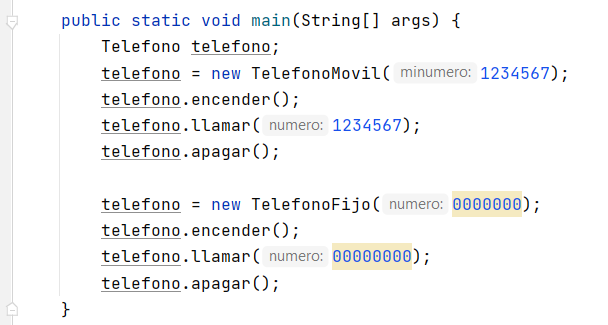 public static void main(String[] args) {
Telefono telefono;
telefono = new TelefonoMovil( minumero: 1234567);
telefono.encender();
telefono.llamar( numero: 1234567);
telefono.apagar();
telefono = new TelefonoFijo( numero: 0000000);
telefono.encender();
telefono.llamar( numero: 00000000);
telefono.apagar();
}